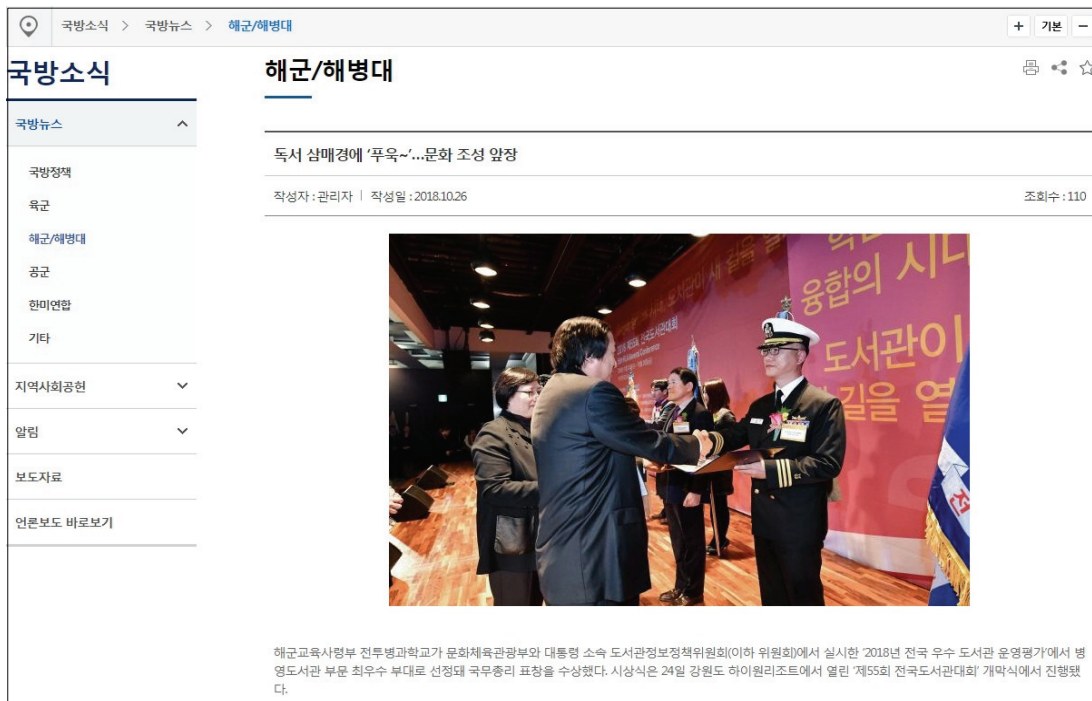 국방소식 > 국방뉴스 > 해군/해병대
+ 기본 −
국방소식
국방뉴스
국방정책
육군
해군/해병대
공군
한미연합
기타
지역사회공헌
알림
보도자료
언론보도 바로보기
해군/해병대
독서 삼매경에 ‘푸욱~’…문화 조성 앞장
작성자 : 관리자 | 작성일 : 2018.10.26
조회수 : 110
융합의 시대
도서관이
길을 열
해군교육사령부 전투병과학교가 문화체육관광부와 대통령 소속 도서관정보정책위원회(이하 위원회)에서 실시한 ‘2018년 전국 우수 도서관 운영평가’에서 병
영도서관 부문 최우수 부대로 선정돼 국무총리 표창을 수상했다. 시상식은 24일 강원도 하이원리조트에서 열린 ‘제55회 전국도서관대회’ 개막식에서 진행됐
다.